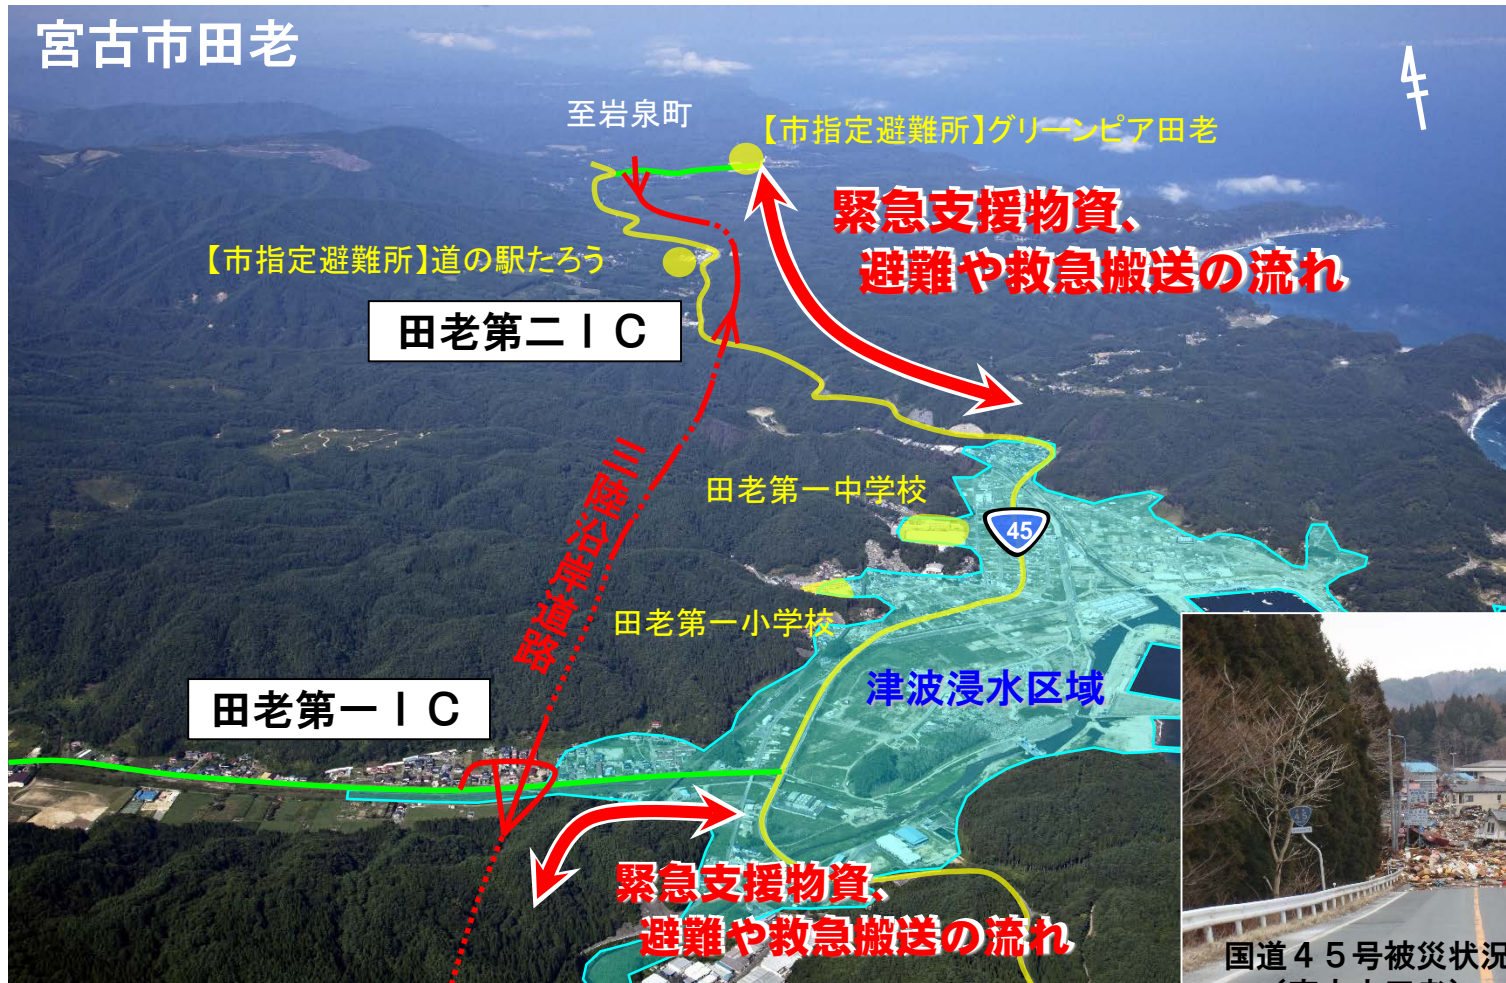 宮古市田老
至岩泉町
【市指定避難所】グリーンピア田老
緊急支援物資、
避難や救急搬送の流れ
【市指定避難所】道の駅たろう
田老第二ＩＣ
三陸沿岸道路
田老第一中学校
45
田老第一小学校
津波浸水区域
田老第一ＩＣ
緊急支援物資、
避難や救急搬送の流れ
国道４５号被災状況